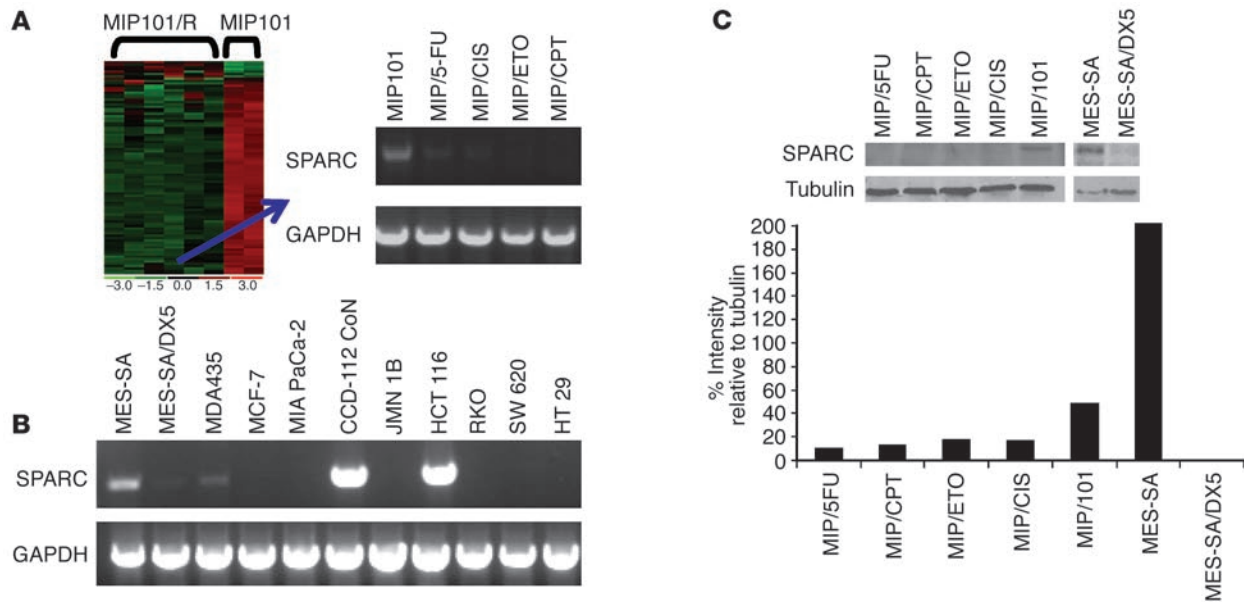 A
MIP101/R MIP101
−3.0 −1.5 0.0 1.5 3.0
MIP101
MIP/5-FU
MIP/CIS
MIP/ETO
MIP/CPT
SPARC
GAPDH
B
MES-SA
MES-SA/DX5
MDA435
MCF-7
MIA PaCa-2
CCD-112 CoN
JMN 1B
HCT 116
RKO
SW 620
HT 29
SPARC
GAPDH
C
MIP/5FU
MIP/CPT
MIP/ETO
MIP/CIS
MIP/101
MES-SA
MES-SA/DX5
SPARC
Tubulin
% Intensity
relative to tubulin
200
180
160
140
120
100
80
60
40
20
0
MIP/5FU
MIP/CPT
MIP/ETO
MIP/CIS
MIP/101
MES-SA
MES-SA/DX5